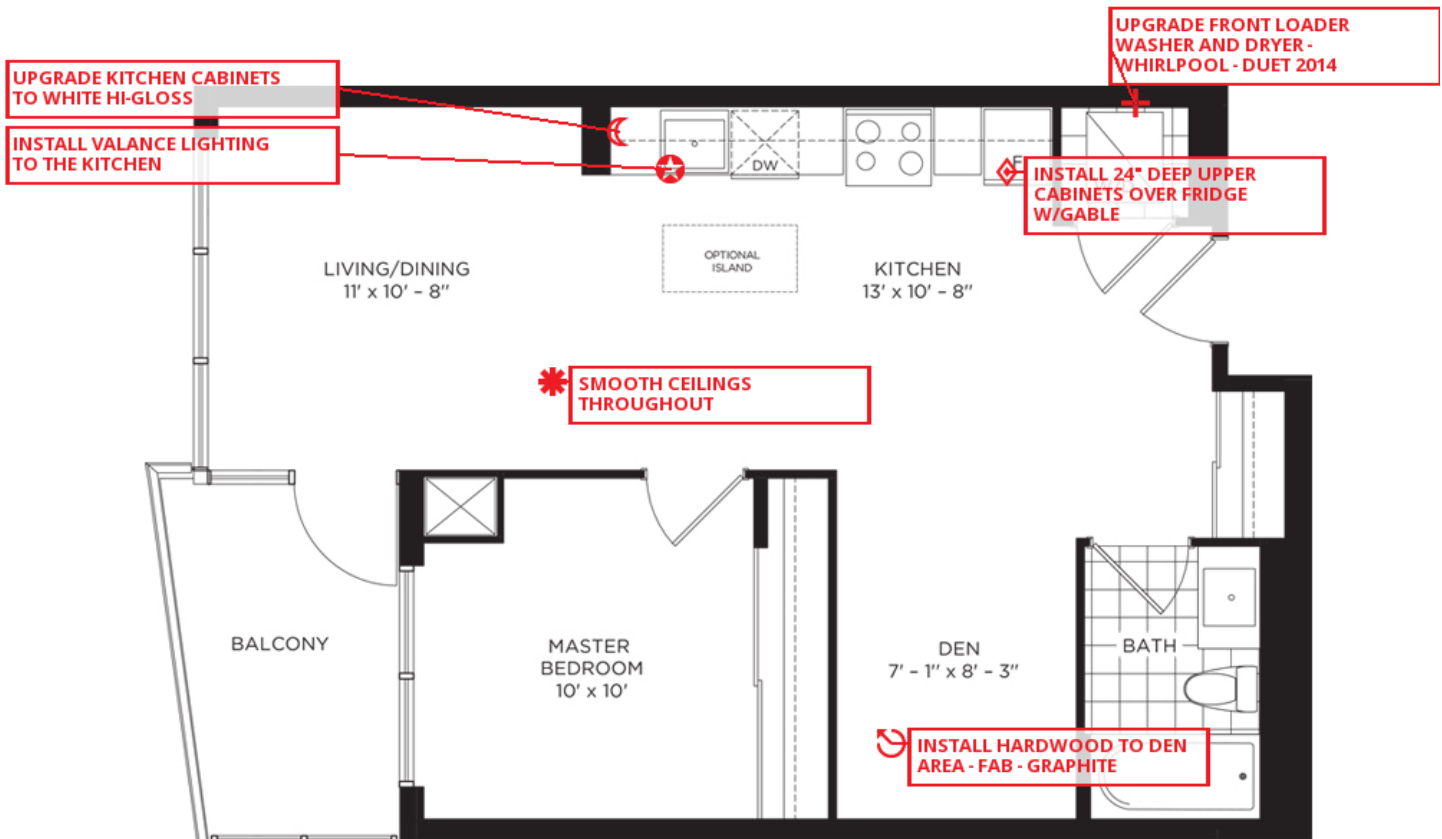 UPGRADE FRONT LOADER
WASHER AND DRYER -
WHIRLPOOL - DUET 2014
UPGRADE KITCHEN CABINETS
TO WHITE HI-GLOSS
INSTALL VALANCE LIGHTING
TO THE KITCHEN
DW
INSTALL 24" DEEP UPPER
CABINETS OVER FRIDGE
W/GABLE
OPTIONAL
ISLAND
LIVING/DINING
11' x 10' – 8"
KITCHEN
13' x 10' – 8"
SMOOTH CEILINGS
THROUGHOUT
BALCONY
MASTER
BEDROOM
10' x 10'
DEN
7' – 1" x 8' – 3"
BATH
INSTALL HARDWOOD TO DEN
AREA - FAB - GRAPHITE